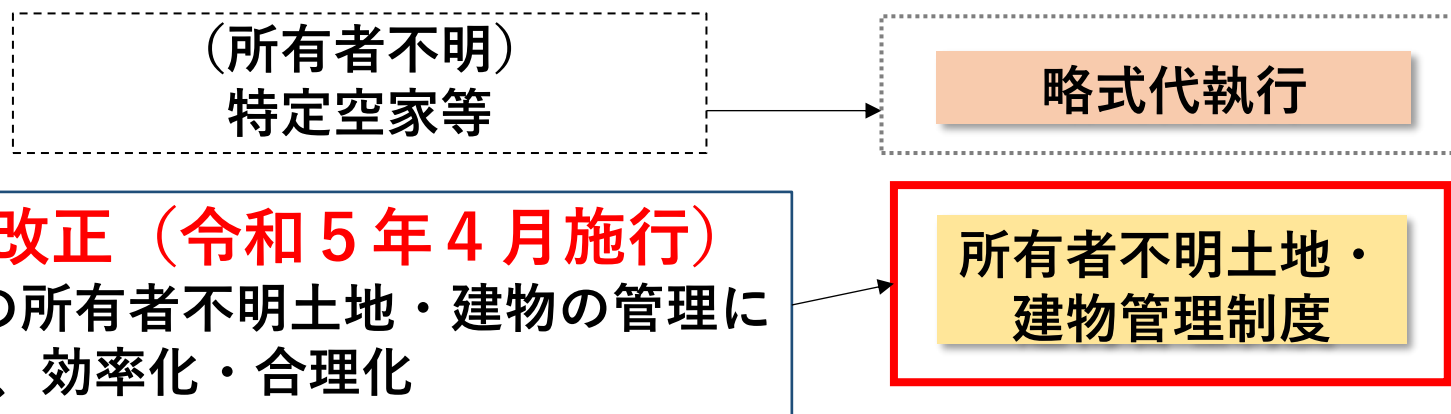 （所有者不明）
特定空家等
略式代執行
改正（令和５年４月施行）
の所有者不明土地・建物の管理に
、効率化・合理化
所有者不明土地・
建物管理制度